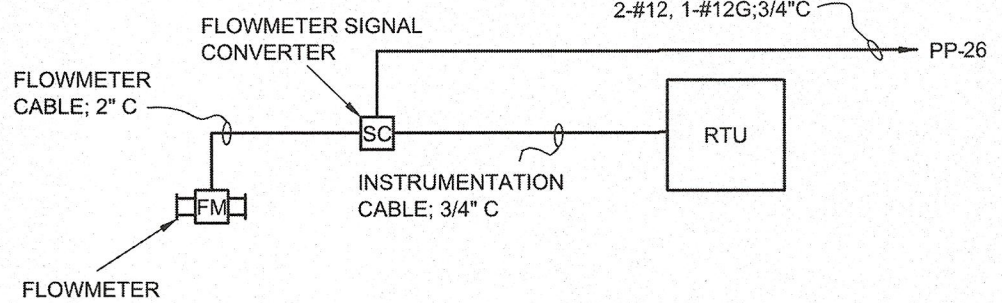 2-#12, 1-#12G;3/4"C
FLOWMETER SIGNAL
CONVERTER
PP-26
FLOWMETER
CABLE; 2" C
SC
RTU
INSTRUMENTATION
CABLE; 3/4" C
FM
FLOWMETER